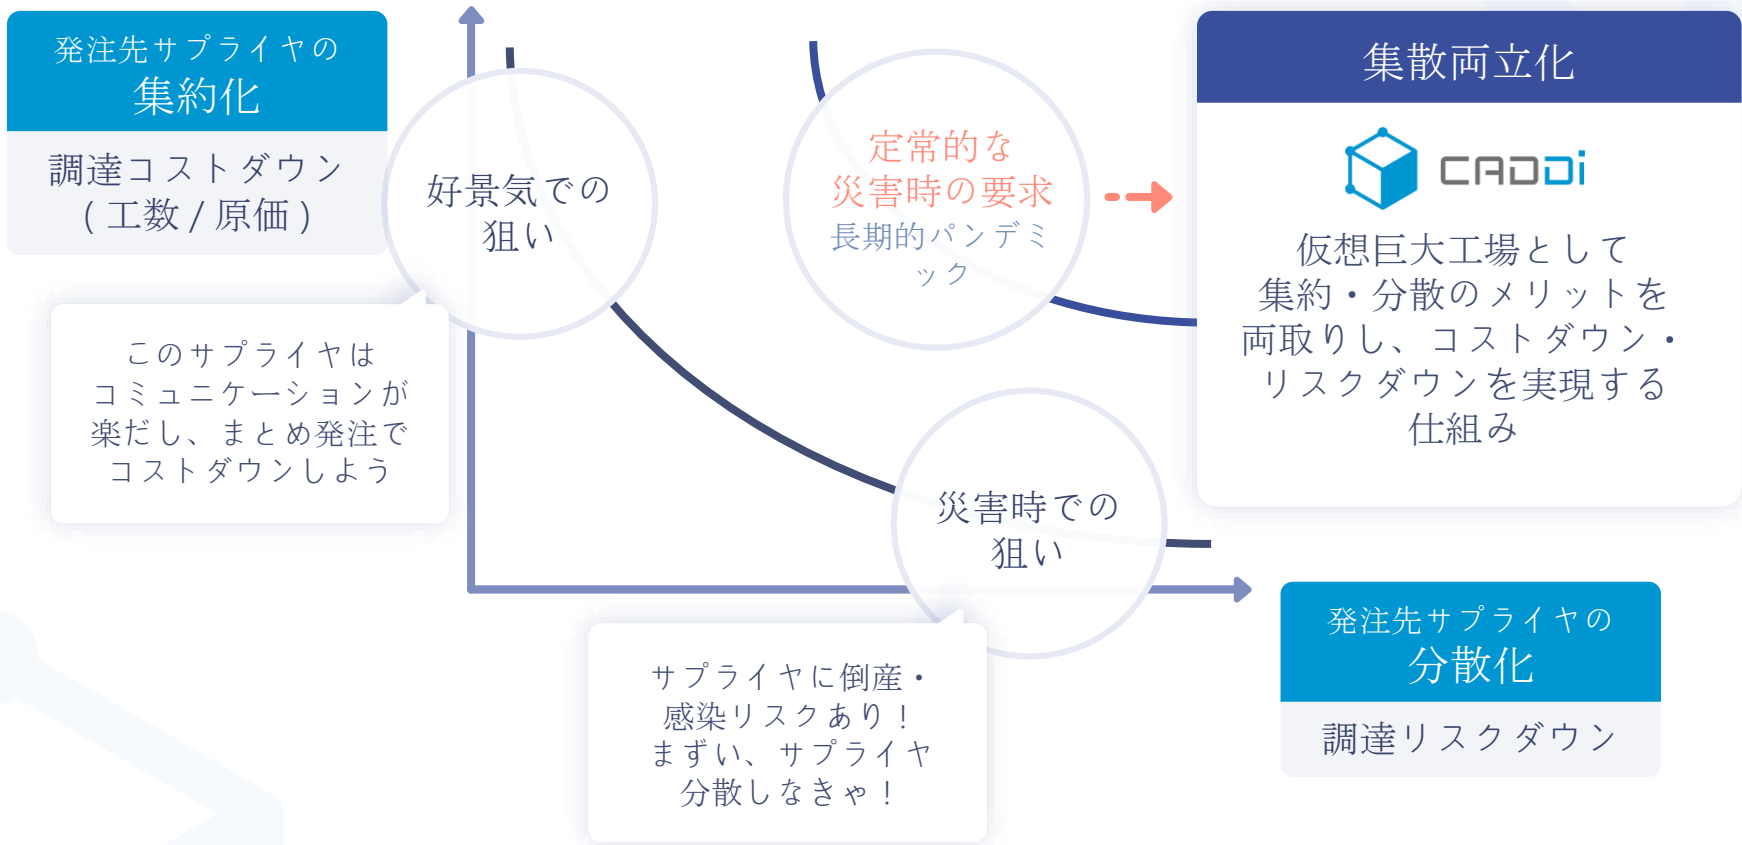 発注先サプライヤの
集約化
調達コストダウン
(工数/原価)
好景気での
狙い
このサプライヤは
コミュニケーションが
楽だし、まとめ発注で
コストダウンしよう
定常的な
災害時の要求
長期的パンデミ
ック
集散両立化
CADDi
仮想巨大工場として
集約・分散のメリットを
両取りし、コストダウン・
リスクダウンを実現する
仕組み
災害時での
狙い
サプライヤに倒産・
感染リスクあり！
まずい、サプライヤ
分散しなきゃ！
発注先サプライヤの
分散化
調達リスクダウン